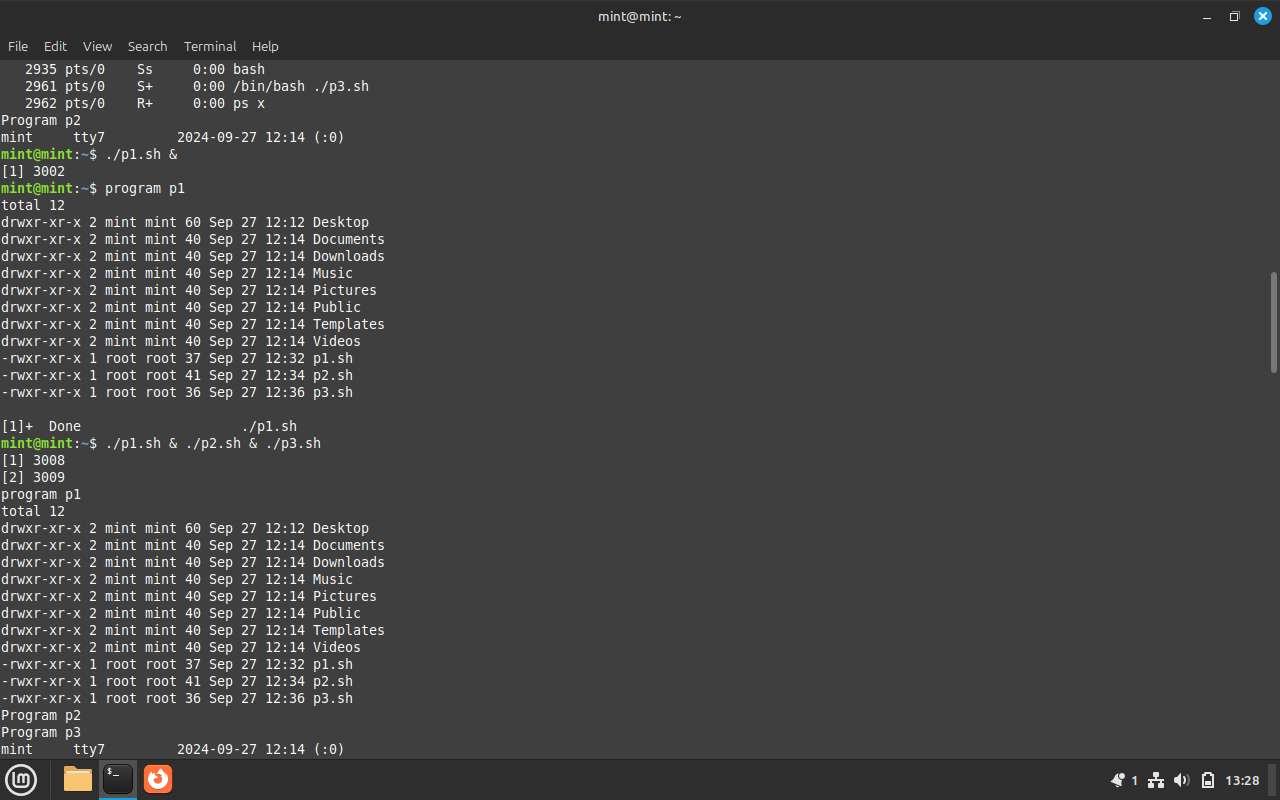 mint@mint: ~
File Edit View Search Terminal Help
   2935 pts/0    Ss     0:00 bash
   2961 pts/0    S+     0:00 /bin/bash ./p3.sh
   2962 pts/0    R+     0:00 ps x
Program p2
mint     tty7         2024-09-27 12:14 (:0)
mint@mint:~$ ./p1.sh &
[1] 3002
mint@mint:~$ program p1
total 12
drwxr-xr-x 2 mint mint 60 Sep 27 12:12 Desktop
drwxr-xr-x 2 mint mint 40 Sep 27 12:14 Documents
drwxr-xr-x 2 mint mint 40 Sep 27 12:14 Downloads
drwxr-xr-x 2 mint mint 40 Sep 27 12:14 Music
drwxr-xr-x 2 mint mint 40 Sep 27 12:14 Pictures
drwxr-xr-x 2 mint mint 40 Sep 27 12:14 Public
drwxr-xr-x 2 mint mint 40 Sep 27 12:14 Templates
drwxr-xr-x 2 mint mint 40 Sep 27 12:14 Videos
-rwxr-xr-x 1 root root 37 Sep 27 12:32 p1.sh
-rwxr-xr-x 1 root root 41 Sep 27 12:34 p2.sh
-rwxr-xr-x 1 root root 36 Sep 27 12:36 p3.sh
[1]+  Done                    ./p1.sh
mint@mint:~$ ./p1.sh & ./p2.sh & ./p3.sh
[1] 3008
[2] 3009
program p1
total 12
drwxr-xr-x 2 mint mint 60 Sep 27 12:12 Desktop
drwxr-xr-x 2 mint mint 40 Sep 27 12:14 Documents
drwxr-xr-x 2 mint mint 40 Sep 27 12:14 Downloads
drwxr-xr-x 2 mint mint 40 Sep 27 12:14 Music
drwxr-xr-x 2 mint mint 40 Sep 27 12:14 Pictures
drwxr-xr-x 2 mint mint 40 Sep 27 12:14 Public
drwxr-xr-x 2 mint mint 40 Sep 27 12:14 Templates
drwxr-xr-x 2 mint mint 40 Sep 27 12:14 Videos
-rwxr-xr-x 1 root root 37 Sep 27 12:32 p1.sh
-rwxr-xr-x 1 root root 41 Sep 27 12:34 p2.sh
-rwxr-xr-x 1 root root 36 Sep 27 12:36 p3.sh
Program p2
Program p3
mint     tty7         2024-09-27 12:14 (:0)
$_
1 13:28